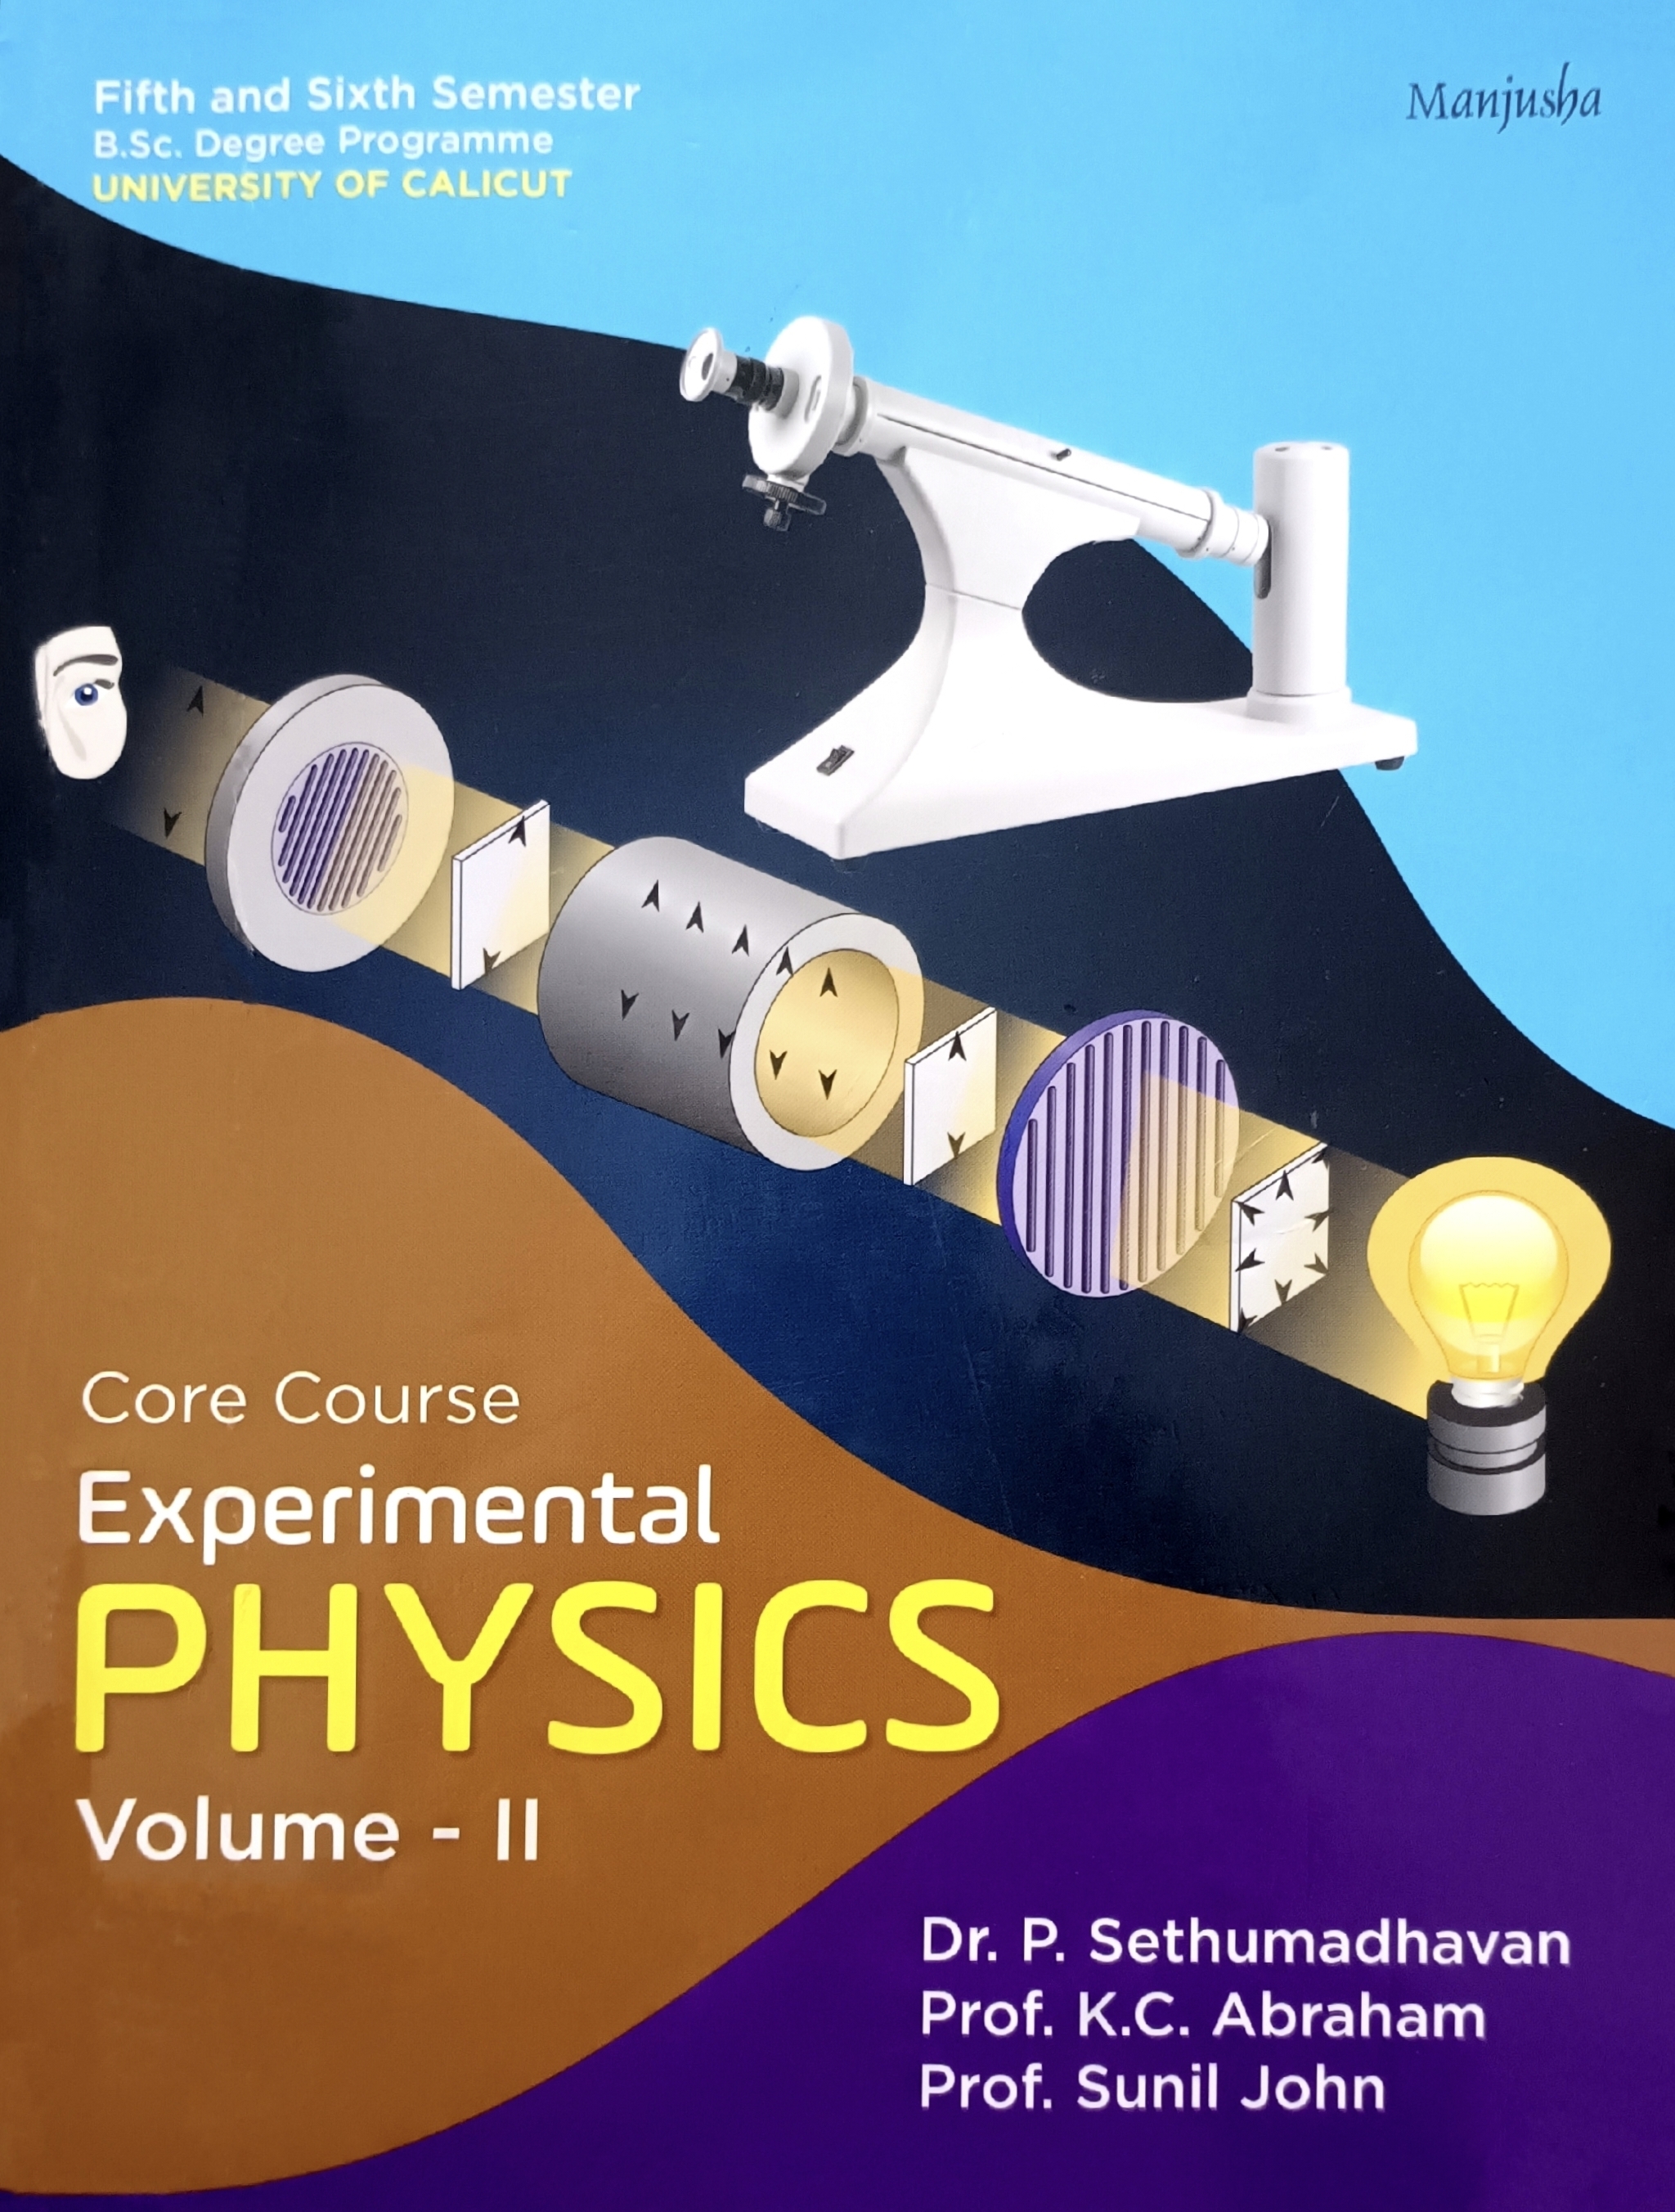 Fifth and Sixth Semester
B.Sc. Degree Programme
UNIVERSITY OF CALICUT
Manjusha
Core Course
Experimental
PHYSICS
Volume - II
Dr. P. Sethumadhavan
Prof. K.C. Abraham
Prof. Sunil John